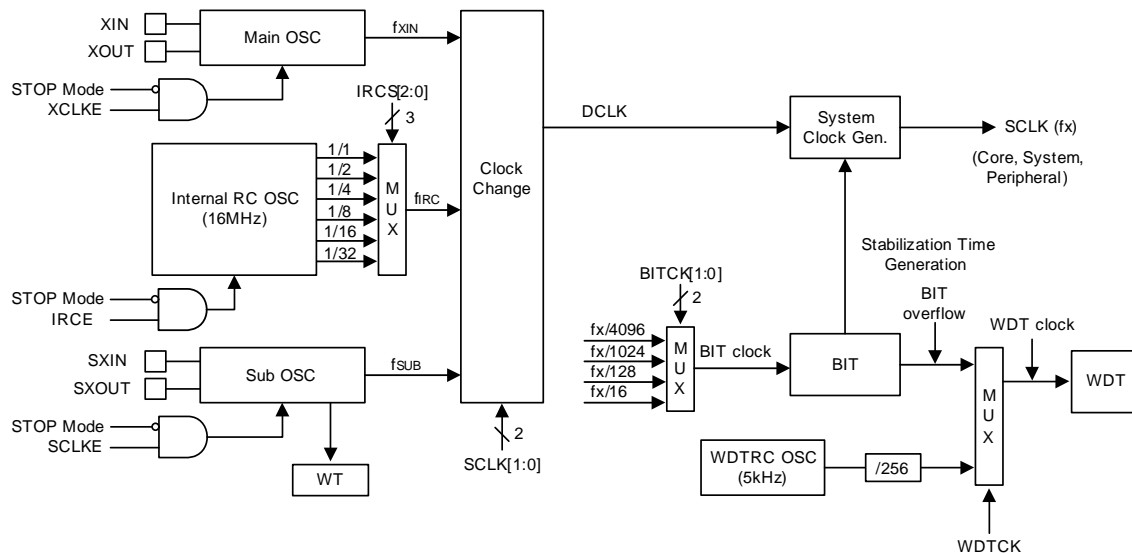 XIN
XOUT
Main OSC
fXIN
STOP Mode
XCLKE
IRCS[2:0]
3
Internal RC OSC
(16MHz)
1/1
1/2
1/4
1/8
1/16
1/32
MUX
fIRC
STOP Mode
IRCE
SXIN
SXOUT
Sub OSC
fSUB
STOP Mode
SCLKE
WT
Clock
Change
2
SCLK[1:0]
DCLK
System
Clock Gen.
SCLK (fx)
(Core, System,
Peripheral)
Stabilization Time
Generation
BITCK[1:0]
2
fx/4096
fx/1024
fx/128
fx/16
MUX
BIT clock
BIT
BIT
overflow
WDT clock
MUX
WDT
WDTRC OSC
(5kHz)
/256
WDTCK